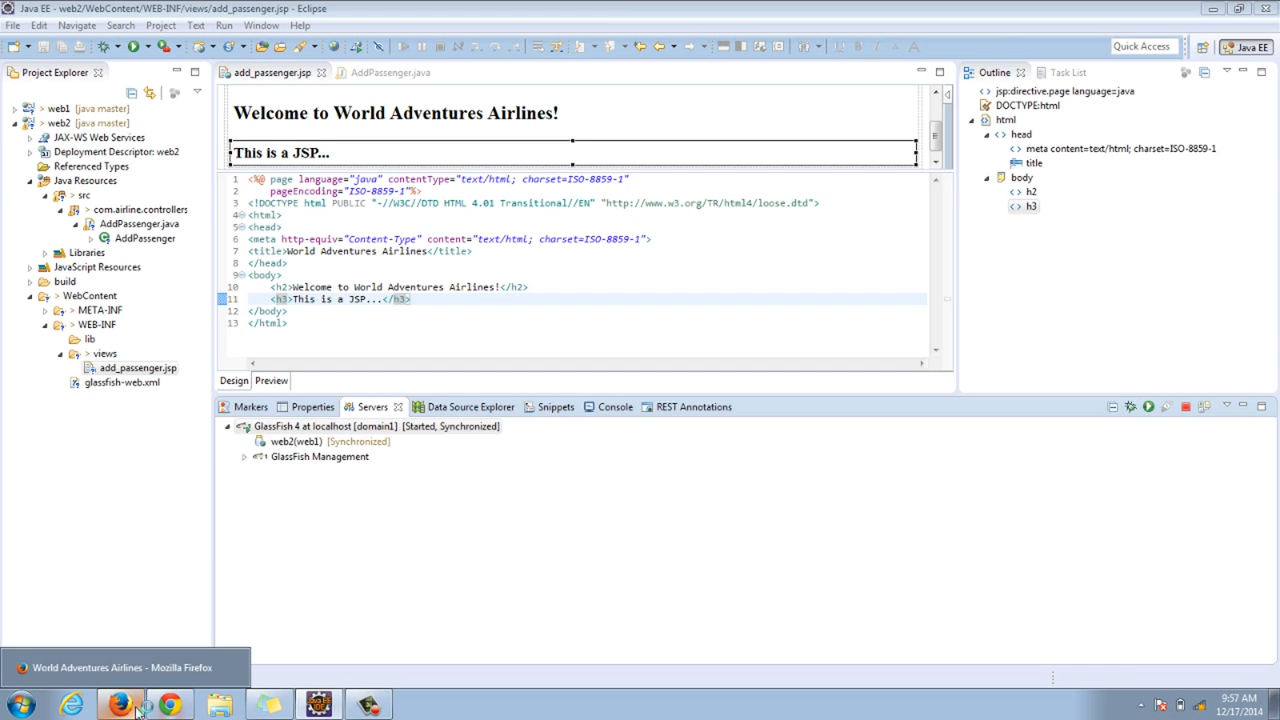 Java EE - web2/WebContent/WEB-INF/views/add_passenger.jsp - Eclipse
File Edit Navigate Search Project Text Run Window Help
Quick Access
Java EE
Project Explorer
web1 [java master]
web2 [java master]
JAX-WS Web Services
Deployment Descriptor: web2
Referenced Types
Java Resources
> src
> com.airline.controllers
AddPassenger.java
AddPassenger
Libraries
JavaScript Resources
build
> WebContent
> META-INF
> WEB-INF
lib
> views
add_passenger.jsp
glassfish-web.xml
add_passenger.jsp
AddPassenger.java
Welcome to World Adventures Airlines!
This is a JSP...
1 <%@ page language="java" contentType="text/html; charset=ISO-8859-1"
2 pageEncoding="ISO-8859-1"%>
3 <!DOCTYPE html PUBLIC "-//W3C//DTD HTML 4.01 Transitional//EN" "http://www.w3.org/TR/html4/loose.dtd">
4 <html>
5 <head>
6 <meta http-equiv="Content-Type" content="text/html; charset=ISO-8859-1">
7 <title>World Adventures Airlines</title>
8 </head>
9 <body>
10 <h2>Welcome to World Adventures Airlines!</h2>
11 <h3>This is a JSP...</h3>
12 </body>
13 </html>
Design Preview
Outline Task List
jsp:directive.page language=java
DOCTYPE:html
html
head
meta content=text/html; charset=ISO-8859-1
title
body
h2
h3
Markers Properties Servers Data Source Explorer Snippets Console REST Annotations
GlassFish 4 at localhost [domain1] [Started, Synchronized]
web2(web1) [Synchronized]
GlassFish Management
World Adventures Airlines - Mozilla Firefox
Java EE
IDE
9:57 AM
12/17/2014